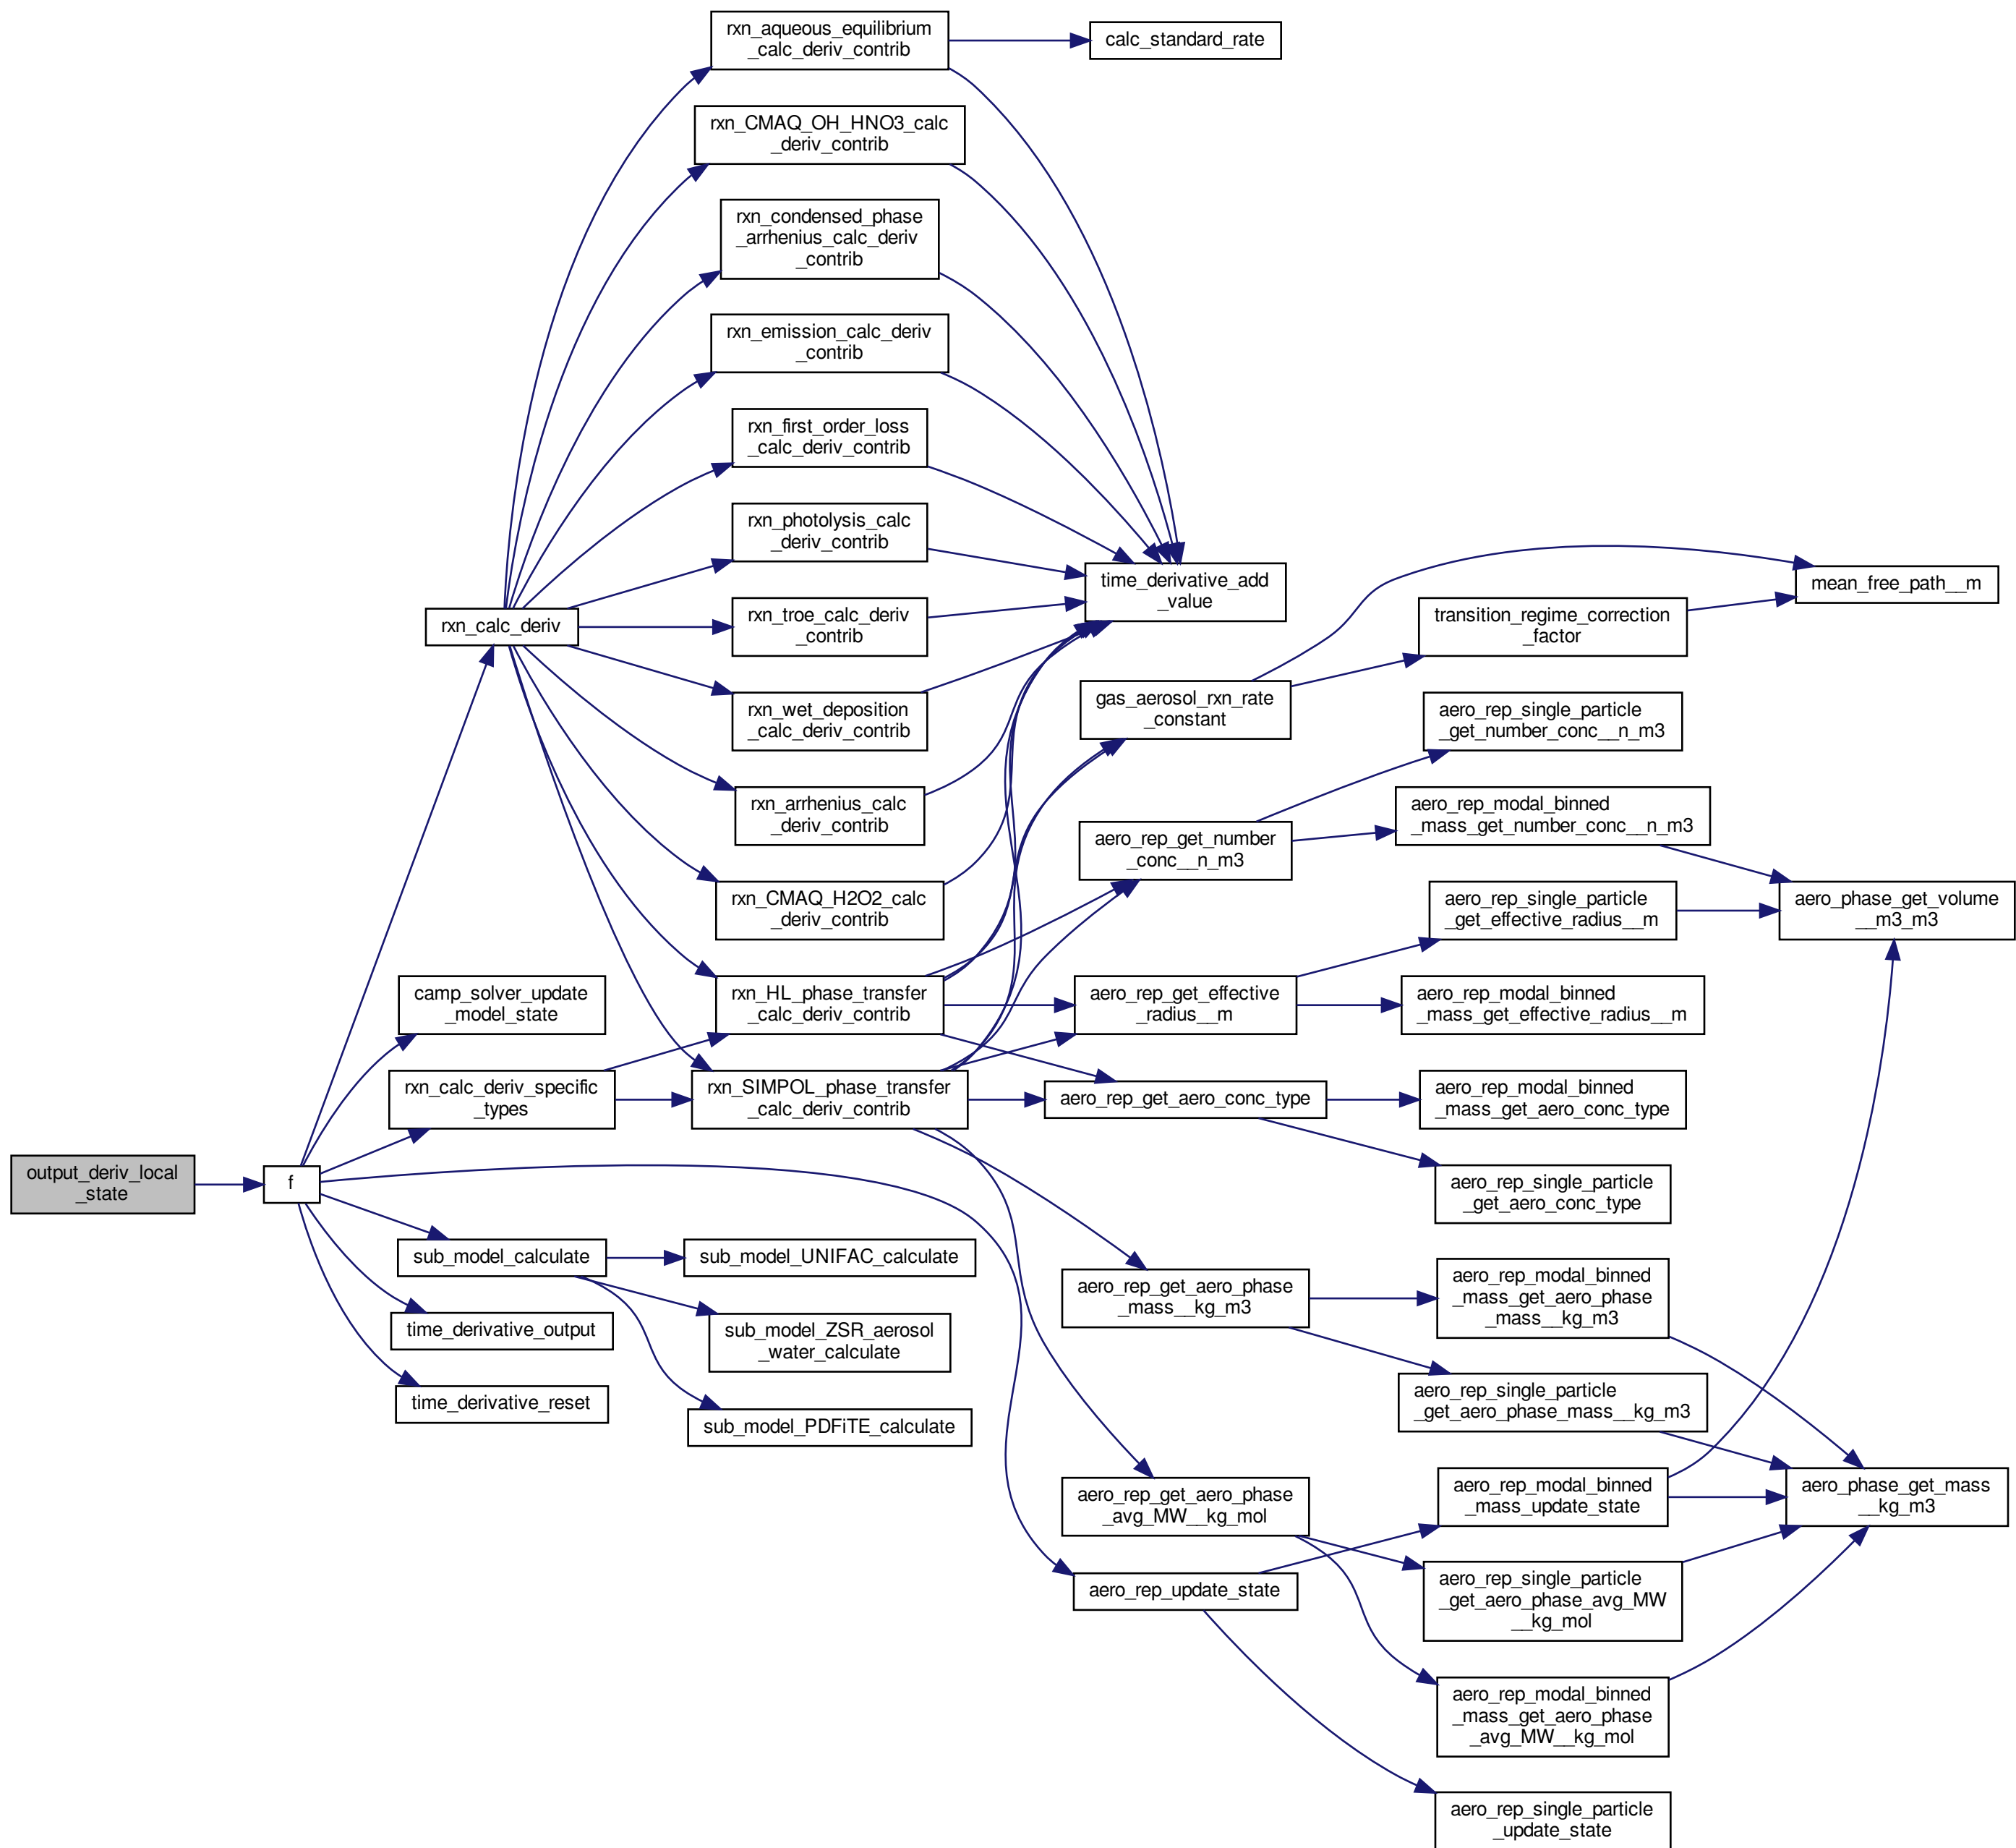 output_deriv_local
_state
f
rxn_calc_deriv
camp_solver_update
_model_state
rxn_calc_deriv_specific
_types
sub_model_calculate
time_derivative_output
time_derivative_reset
rxn_aqueous_equilibrium
_calc_deriv_contrib
rxn_CMAQ_OH_HNO3_calc
_deriv_contrib
rxn_condensed_phase
_arrhenius_calc_deriv
_contrib
rxn_emission_calc_deriv
_contrib
rxn_first_order_loss
_calc_deriv_contrib
rxn_photolysis_calc
_deriv_contrib
rxn_troe_calc_deriv
_contrib
rxn_wet_deposition
_calc_deriv_contrib
rxn_arrhenius_calc
_deriv_contrib
rxn_CMAQ_H2O2_calc
_deriv_contrib
rxn_HL_phase_transfer
_calc_deriv_contrib
rxn_SIMPOL_phase_transfer
_calc_deriv_contrib
sub_model_UNIFAC_calculate
sub_model_ZSR_aerosol
_water_calculate
sub_model_PDFiTE_calculate
calc_standard_rate
time_derivative_add
_value
gas_aerosol_rxn_rate
_constant
aero_rep_get_number
_conc__n_m3
aero_rep_get_effective
_radius__m
aero_rep_get_aero_conc_type
aero_rep_get_aero_phase
_mass__kg_m3
aero_rep_get_aero_phase
_avg_MW__kg_mol
aero_rep_update_state
transition_regime_correction
_factor
aero_rep_single_particle
_get_number_conc__n_m3
aero_rep_modal_binned
_mass_get_number_conc__n_m3
aero_rep_single_particle
_get_effective_radius__m
aero_rep_modal_binned
_mass_get_effective_radius__m
aero_rep_modal_binned
_mass_get_aero_conc_type
aero_rep_single_particle
_get_aero_conc_type
aero_rep_modal_binned
_mass_get_aero_phase
_mass__kg_m3
aero_rep_single_particle
_get_aero_phase_mass__kg_m3
aero_rep_modal_binned
_mass_update_state
aero_rep_single_particle
_get_aero_phase_avg_MW
__kg_mol
aero_rep_modal_binned
_mass_get_aero_phase
_avg_MW__kg_mol
aero_rep_single_particle
_update_state
mean_free_path__m
aero_phase_get_volume
__m3_m3
aero_phase_get_mass
__kg_m3